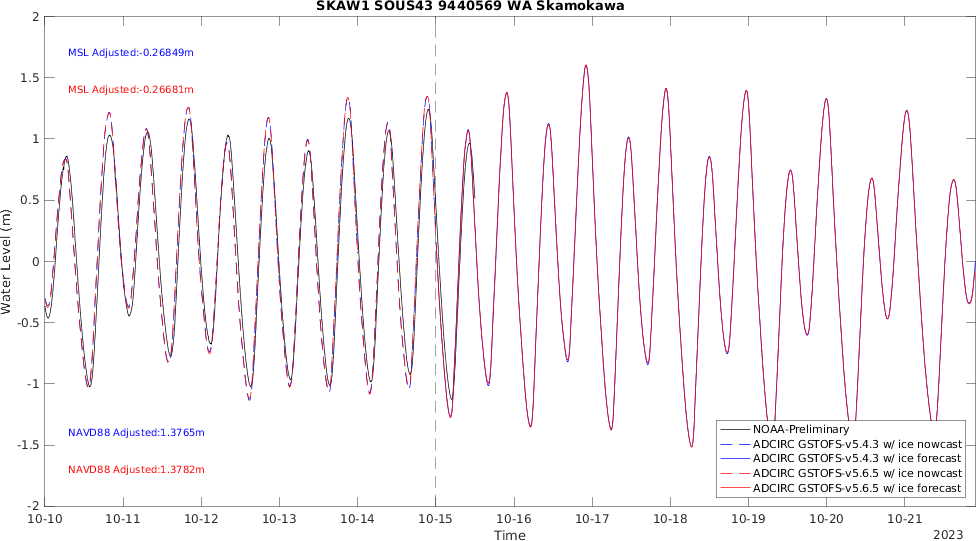 SKAW1 SOUS43 9440569 WA Skamokawa
2
1.5
1
0.5
0
-0.5
-1
-1.5
-2
Water Level (m)
MSL Adjusted:-0.26849m
MSL Adjusted:-0.26681m
NAVD88 Adjusted:1.3765m
NAVD88 Adjusted:1.3782m
NOAA-Preliminary
ADCIRC GSTOFS-v5.4.3 w/ ice nowcast
ADCIRC GSTOFS-v5.4.3 w/ ice forecast
ADCIRC GSTOFS-v5.6.5 w/ ice nowcast
ADCIRC GSTOFS-v5.6.5 w/ ice forecast
10-10 10-11 10-12 10-13 10-14 10-15 10-16 10-17 10-18 10-19 10-20 10-21
Time
2023